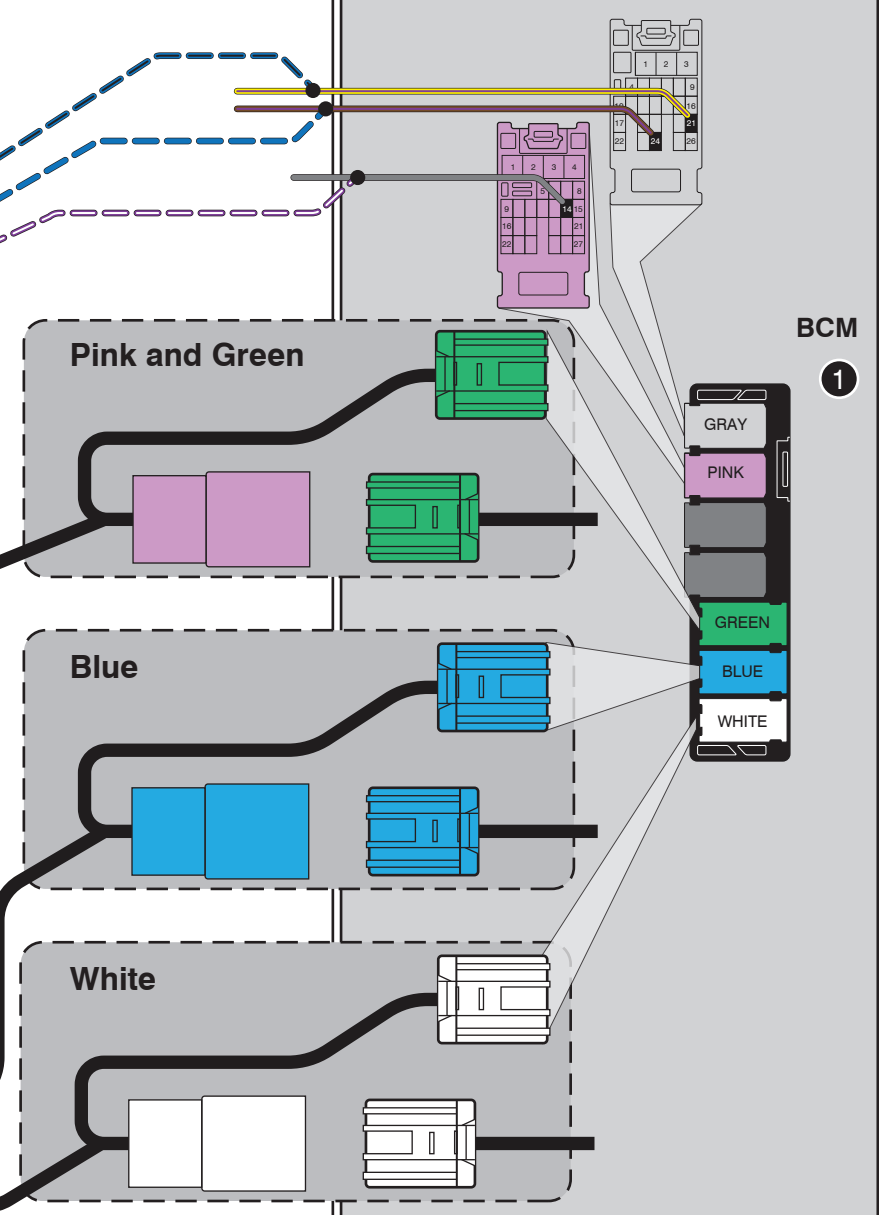 1 2 3
4 9
10 16
17 21
22 24 26
1 2 3 4
5 8
9 14 15
16 21
22 27
BCM
1
Pink and Green
GRAY
PINK
GREEN
Blue
BLUE
WHITE
White